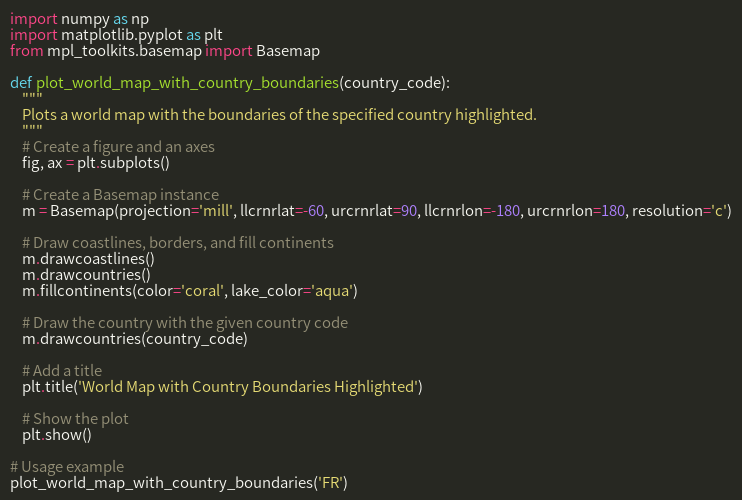 import numpy as np
import matplotlib.pyplot as plt
from mpl_toolkits.basemap import Basemap

def plot_world_map_with_country_boundaries(country_code):
    """
    Plots a world map with the boundaries of the specified country highlighted.
    """
    # Create a figure and an axes
    fig, ax = plt.subplots()

    # Create a Basemap instance
    m = Basemap(projection='mill', llcrnrlat=-60, urcrnrlat=90, llcrnrlon=-180, urcrnrlon=180, resolution='c')

    # Draw coastlines, borders, and fill continents
    m.drawcoastlines()
    m.drawcountries()
    m.fillcontinents(color='coral', lake_color='aqua')

    # Draw the country with the given country code
    m.drawcountries(country_code)

    # Add a title
    plt.title('World Map with Country Boundaries Highlighted')

    # Show the plot
    plt.show()

# Usage example
plot_world_map_with_country_boundaries('FR')